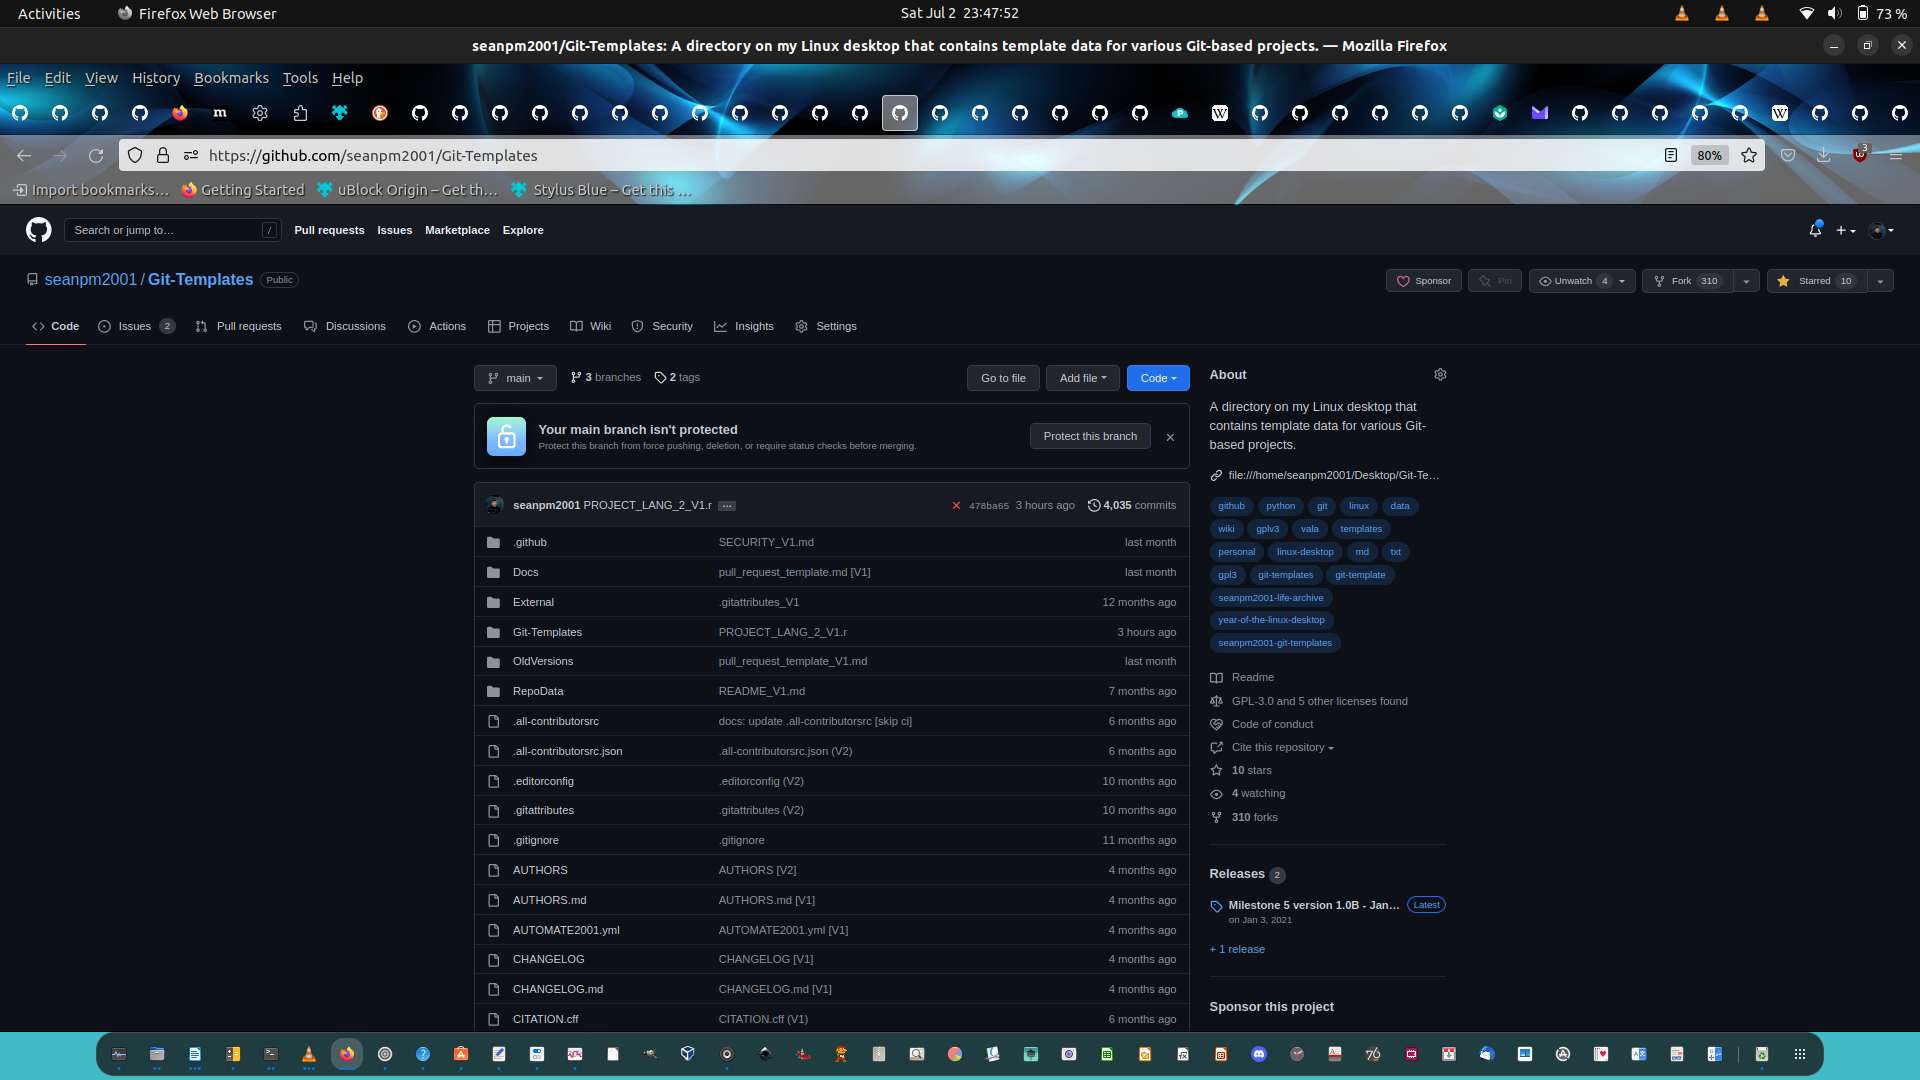 Activities Firefox Web Browser Sat Jul 2 23:47:52 73 %
seanpm2001/Git-Templates: A directory on my Linux desktop that contains template data for various Git-based projects. — Mozilla Firefox
File Edit View History Bookmarks Tools Help
https://github.com/seanpm2001/Git-Templates 80% 3
Import bookmarks… Getting Started uBlock Origin – Get th… Stylus Blue – Get this …
Search or jump to… / Pull requests Issues Marketplace Explore
seanpm2001 / Git-Templates Public Sponsor Pin Unwatch 4 Fork 310 Starred 10
Code Issues 2 Pull requests Discussions Actions Projects Wiki Security Insights Settings
main 3 branches 2 tags Go to file Add file Code
Your main branch isn't protected
Protect this branch from force pushing, deletion, or require status checks before merging.
Protect this branch
seanpm2001 PROJECT_LANG_2_V1.r … 478ba65 3 hours ago 4,035 commits
.github SECURITY_V1.md last month
Docs pull_request_template.md [V1] last month
External .gitattributes_V1 12 months ago
Git-Templates PROJECT_LANG_2_V1.r 3 hours ago
OldVersions pull_request_template_V1.md last month
RepoData README_V1.md 7 months ago
.all-contributorsrc docs: update .all-contributorsrc [skip ci] 6 months ago
.all-contributorsrc.json .all-contributorsrc.json (V2) 6 months ago
.editorconfig .editorconfig (V2) 10 months ago
.gitattributes .gitattributes (V2) 10 months ago
.gitignore .gitignore 11 months ago
AUTHORS AUTHORS [V2] 4 months ago
AUTHORS.md AUTHORS.md [V1] 4 months ago
AUTOMATE2001.yml AUTOMATE2001.yml [V1] 4 months ago
CHANGELOG CHANGELOG [V1] 4 months ago
CHANGELOG.md CHANGELOG.md [V1] 4 months ago
CITATION.cff CITATION.cff (V1) 6 months ago
About
A directory on my Linux desktop that
contains template data for various Git-
based projects.
file:///home/seanpm2001/Desktop/Git-Te…
github python git linux data
wiki gplv3 vala templates
personal linux-desktop md txt
gpl3 git-templates git-template
seanpm2001-life-archive
year-of-the-linux-desktop
seanpm2001-git-templates
Readme
GPL-3.0 and 5 other licenses found
Code of conduct
Cite this repository
10 stars
4 watching
310 forks
Releases 2
Milestone 5 version 1.0B - Jan… Latest
on Jan 3, 2021
+ 1 release
Sponsor this project